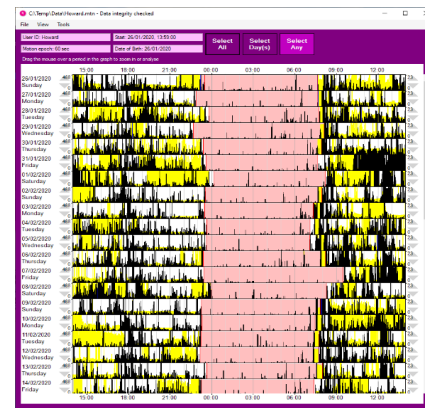 C:\Temp\Data\Howard.mtn - Data integrity checked
File View Tools
User ID: Howard Start: 26/01/2020, 13:59:00
Motion epoch: 60 sec Date of Birth: 26/01/2020
Select All Select Day(s) Select Any
Drag the mouse over a period in the graph to zoom in or analyse
15:00 18:00 21:00 00:00 03:00 06:00 09:00 12:00
26/01/2020
Sunday
27/01/2020
Monday
28/01/2020
Tuesday
29/01/2020
Wednesday
30/01/2020
Thursday
31/01/2020
Friday
01/02/2020
Saturday
02/02/2020
Sunday
03/02/2020
Monday
04/02/2020
Tuesday
05/02/2020
Wednesday
06/02/2020
Thursday
07/02/2020
Friday
08/02/2020
Saturday
09/02/2020
Sunday
10/02/2020
Monday
11/02/2020
Tuesday
12/02/2020
Wednesday
13/02/2020
Thursday
14/02/2020
Friday
15:00 18:00 21:00 00:00 03:00 06:00 09:00 12:00